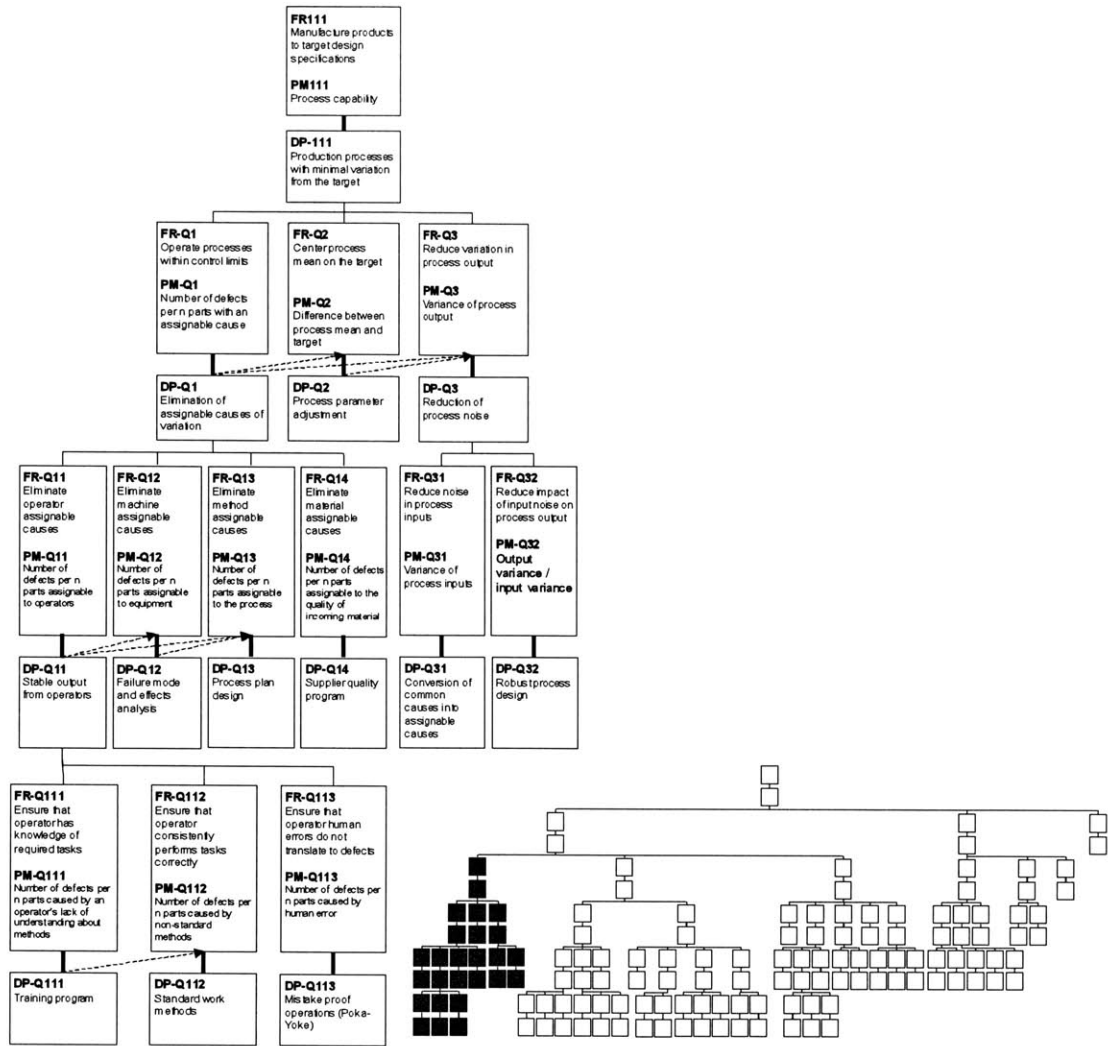 FR111
Manufacture products
to target design
specifications
PM111
Process capability
DP-111
Production processes
with minimal variation
from the target
FR-Q1
Operate processes
within control limits
PM-Q1
Number of defects
per n parts with an
assignable cause
FR-Q2
Center process
mean on the target
PM-Q2
Difference between
process mean and
target
FR-Q3
Reduce variation in
process output
PM-Q3
Variance of process
output
DP-Q1
Elimination of
assignable causes of
variation
DP-Q2
Process parameter
adjustment
DP-Q3
Reduction of
process noise
FR-Q11
Eliminate
operator
assignable
causes
PM-Q11
Number of
defects per n
parts assignable
to operators
FR-Q12
Eliminate
machine
assignable
causes
PM-Q12
Number of
defects per n
parts assignable
to equipment
FR-Q13
Eliminate
method
assignable
causes
PM-Q13
Number of
defects per n
parts assignable
to the process
FR-Q14
Eliminate
material
assignable
causes
PM-Q14
Number of defects
per n parts
assignable to the
quality of
incoming material
FR-Q31
Reduce noise
in process
inputs
PM-Q31
Variance of
process inputs
FR-Q32
Reduce impact
of input noise on
process output
PM-Q32
Output
variance /
input variance
DP-Q11
Stable output
from operators
DP-Q12
Failure mode
and effects
analysis
DP-Q13
Process plan
design
DP-Q14
Supplier quality
program
DP-Q31
Conversion of
common
causes into
assignable
causes
DP-Q32
Robust process
design
FR-Q111
Ensure that
operator has
knowledge of
required tasks
PM-Q111
Number of defects per
n parts caused by an
operator's lack of
understanding about
methods
FR-Q112
Ensure that
operator
consistently
performs tasks
correctly
PM-Q112
Number of defects per
n parts caused by
non-standard
methods
FR-Q113
Ensure that
operator human
errors do not
translate to defects
PM-Q113
Number of defects per
n parts caused by
human error
DP-Q111
Training program
DP-Q112
Standard work
methods
DP-Q113
Mistake proof
operations (Poka-
Yoke)